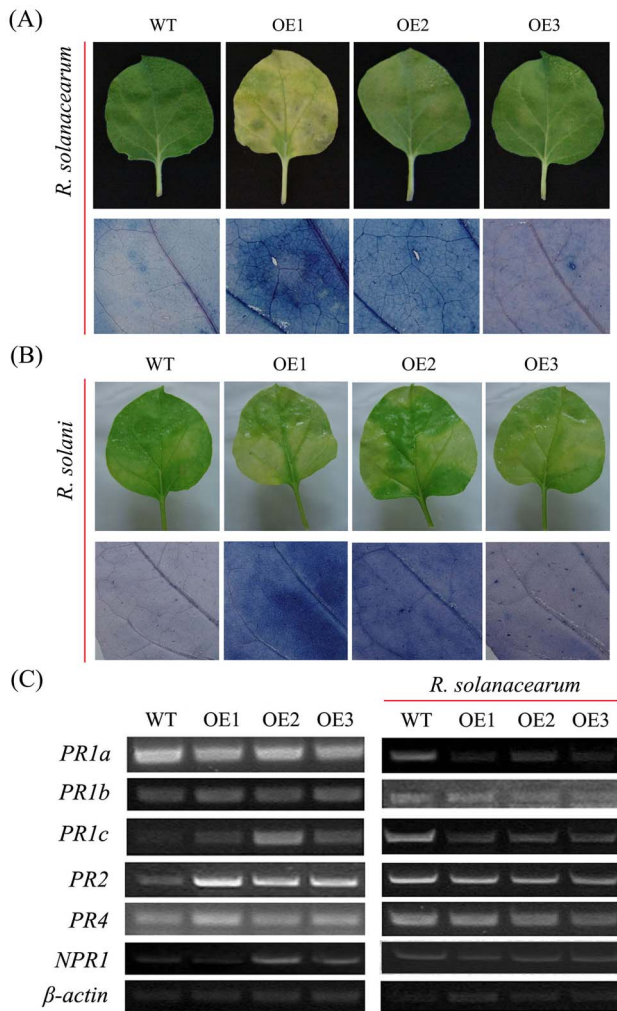 (A)
WT OE1 OE2 OE3
R. solanacearum
(B)
WT OE1 OE2 OE3
R. solani
(C)
R. solanacearum
WT OE1 OE2 OE3 WT OE1 OE2 OE3
PR1a
PR1b
PR1c
PR2
PR4
NPR1
β-actin